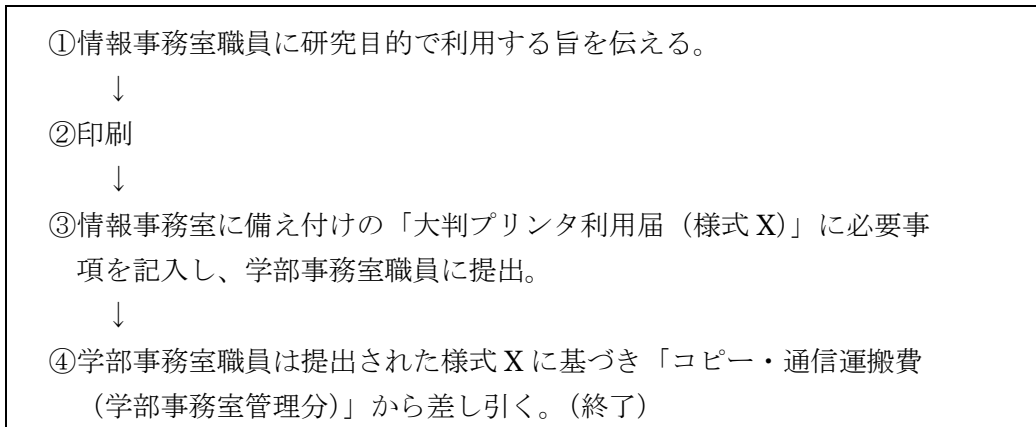 ①情報事務室職員に研究目的で利用する旨を伝える。
↓
②印刷
↓
③情報事務室に備え付けの「大判プリンタ利用届（様式 X）」に必要事
項を記入し、学部事務室職員に提出。
↓
④学部事務室職員は提出された様式 X に基づき「コピー・通信運搬費
（学部事務室管理分）」から差し引く。（終了）